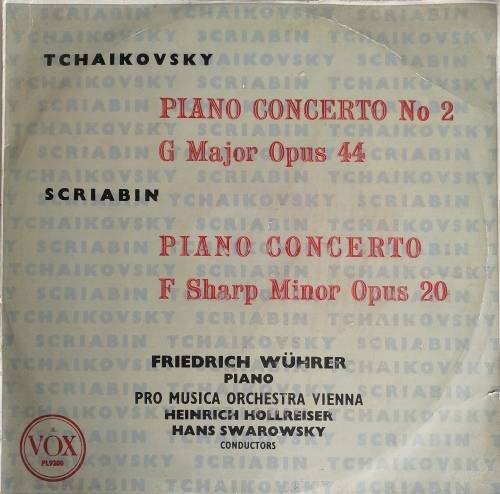 TCHAIKOVSKY
PIANO CONCERTO No 2
G Major Opus 44
SCRIABIN
PIANO CONCERTO
F Sharp Minor Opus 20
FRIEDRICH WÜHRER
PIANO
PRO MUSICA ORCHESTRA VIENNA
HEINRICH HOLLREISER
HANS SWAROWSKY
CONDUCTORS
VOX
PL9200